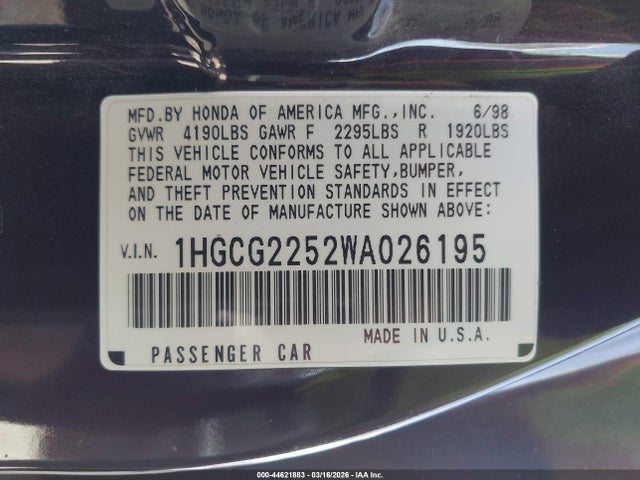 MFD.BY HONDA OF AMERICA MFG.,INC. 6/98
GVWR 4190LBS GAWR F 2295LBS R 1920LBS
THIS VEHICLE CONFORMS TO ALL APPLICABLE
FEDERAL MOTOR VEHICLE SAFETY,BUMPER,
AND THEFT PREVENTION STANDARDS IN EFFECT
ON THE DATE OF MANUFACTURE SHOWN ABOVE:
V.I.N. 1HGCG2252WA026195
MADE IN U.S.A.
PASSENGER CAR
000-44621883 — 03/16/2026 — IAA Inc.